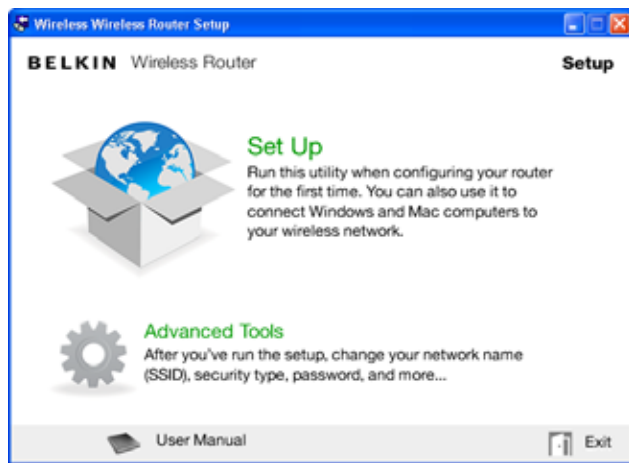 Wireless Wireless Router Setup
BELKIN Wireless Router
Setup
Set Up
Run this utility when configuring your router
for the first time. You can also use it to
connect Windows and Mac computers to
your wireless network.
Advanced Tools
After you've run the setup, change your network name
(SSID), security type, password, and more...
User Manual
Exit